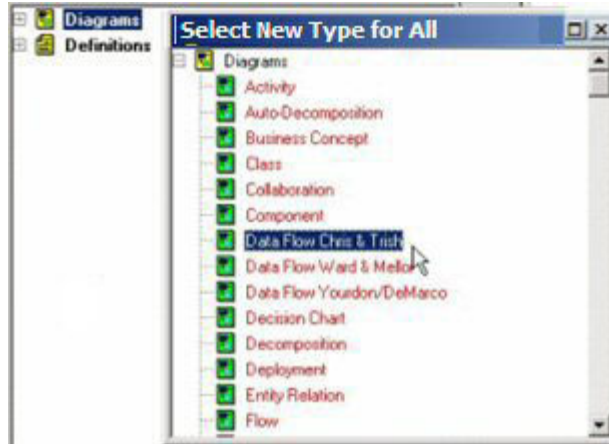 Diagrams
Definitions
Select New Type for All
Diagrams
Activity
Auto-Decomposition
Business Concept
Class
Collaboration
Component
Data Flow Chris & Trish
Data Flow Ward & Mellor
Data Flow Yourdon/DeMarco
Decision Chart
Decomposition
Deployment
Entity Relation
Flow